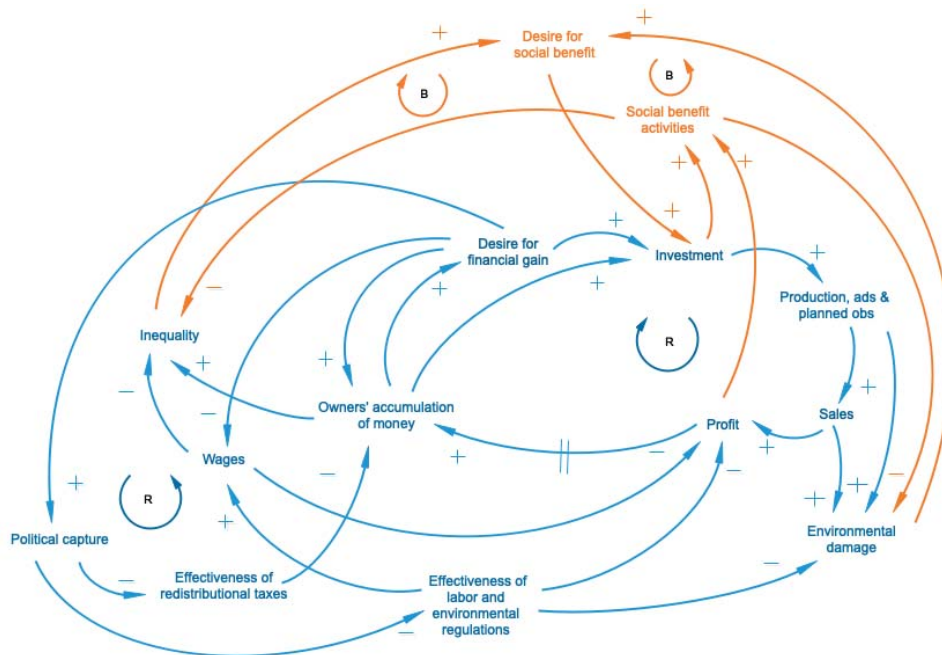 Desire for
social benefit
B
B
Social benefit
activities
Desire for
financial gain
Investment
Production, ads &
planned obs
Inequality
R
Owners' accumulation
of money
Profit
Sales
Wages
R
Political capture
Environmental
damage
Effectiveness of
redistributional taxes
Effectiveness of
labor and
environmental
regulations